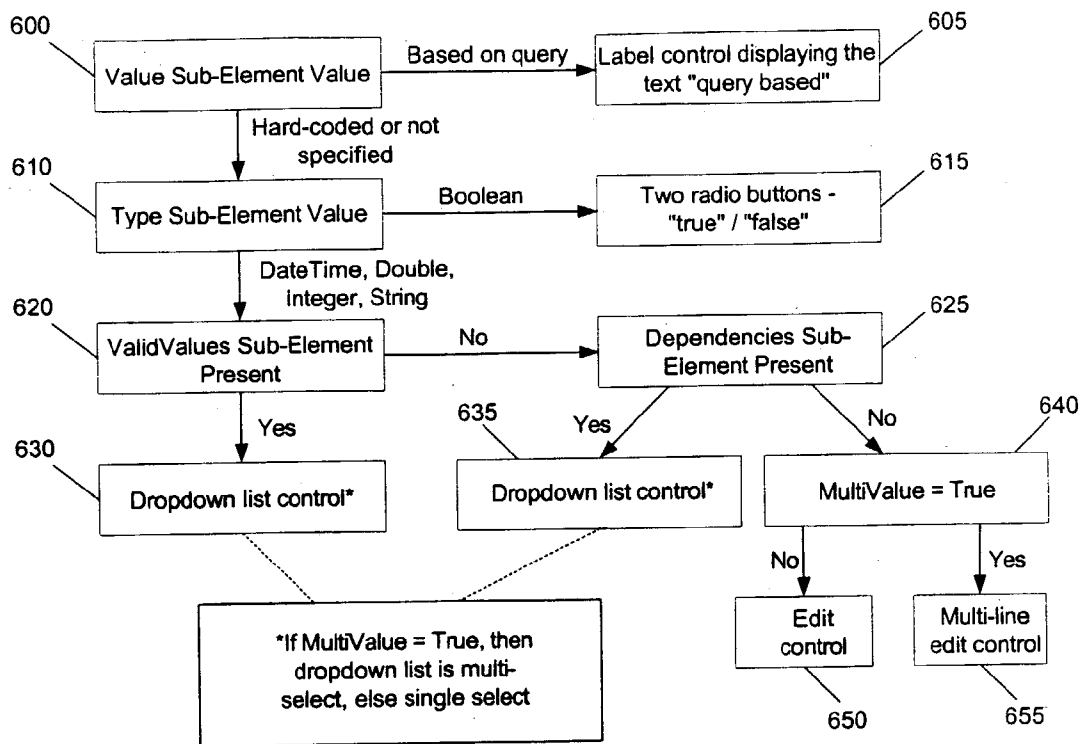 600
Value Sub-Element Value
Based on query
Label control displaying the
text "query based"
605
Hard-coded or not
specified
610
Type Sub-Element Value
Boolean
Two radio buttons -
"true" / "false"
615
DateTime, Double,
Integer, String
620
ValidValues Sub-Element
Present
No
Dependencies Sub-
Element Present
625
Yes
630
Dropdown list control*
635
Yes
Dropdown list control*
No
640
MultiValue = True
No
Yes
*If MultiValue = True, then
dropdown list is multi-
select, else single select
Edit
control
650
Multi-line
edit control
655